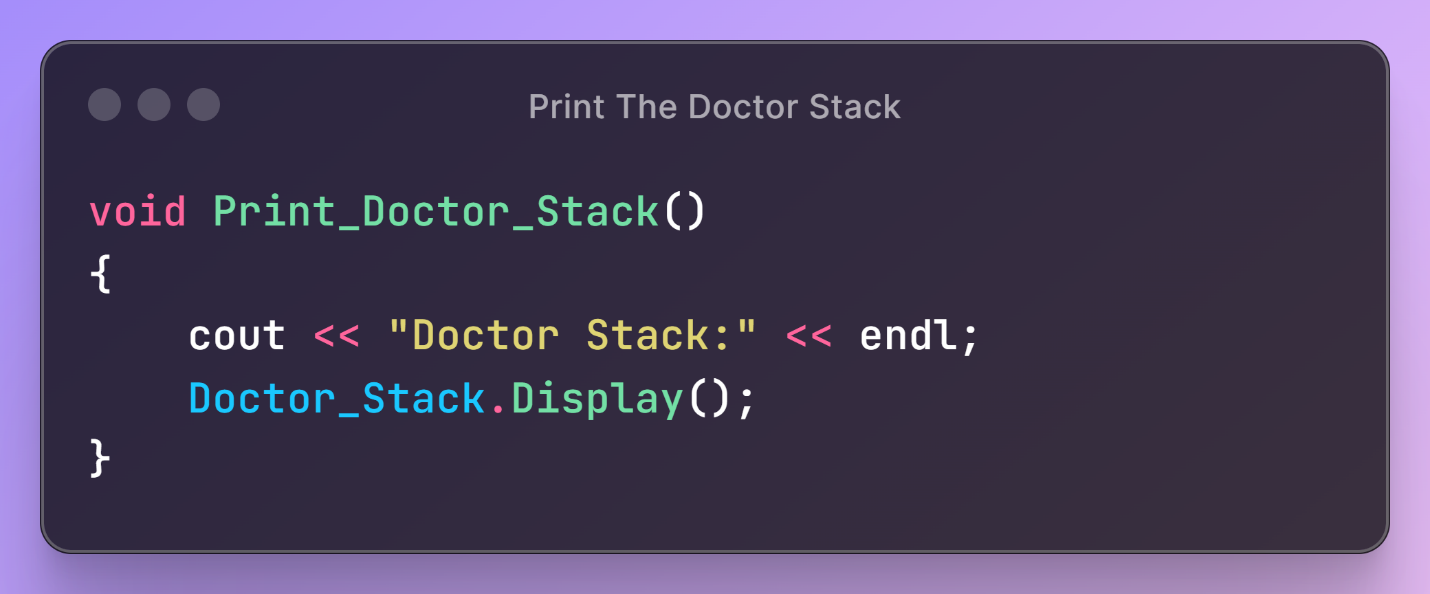 Print The Doctor Stack
void Print_Doctor_Stack()
{
    cout << "Doctor Stack:" << endl;
    Doctor_Stack.Display();
}